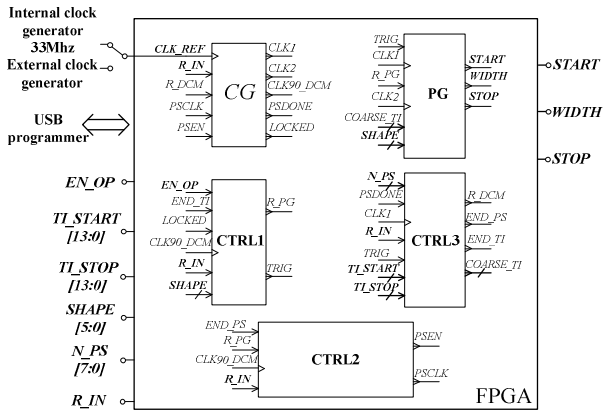 Internal clock
generator
33Mhz
External clock
generator
USB
programmer
EN_OP
TI_START
[13:0]
TI_STOP
[13:0]
SHAPE
[5:0]
N_PS
[7:0]
R_IN
CLK_REF
R_IN
R_DCM
PSCLK
PSEN
CG
CLK1
CLK2
CLK90_DCM
PSDONE
LOCKED
TRIG
CLK1
R_PG
CLK2
COARSE_TI
SHAPE
PG
START
WIDTH
STOP
START
WIDTH
STOP
EN_OP
END_TI
LOCKED
CLK90_DCM
R_IN
SHAPE
CTRL1
R_PG
TRIG
N_PS
PSDONE
CLK1
R_IN
TRIG
TI_START
TI_STOP
CTRL3
R_DCM
END_PS
END_TI
COARSE_TI
END_PS
R_PG
CLK90_DCM
R_IN
CTRL2
PSEN
PSCLK
FPGA